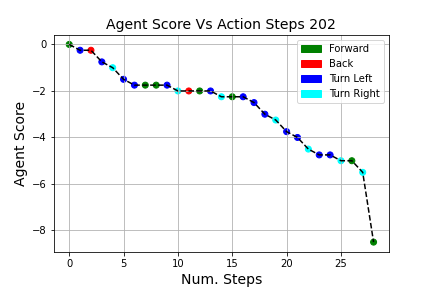 Agent Score Vs Action Steps 202
Forward
Back
Turn Left
Turn Right
Agent Score
0
−2
−4
−6
−8
0 5 10 15 20 25
Num. Steps